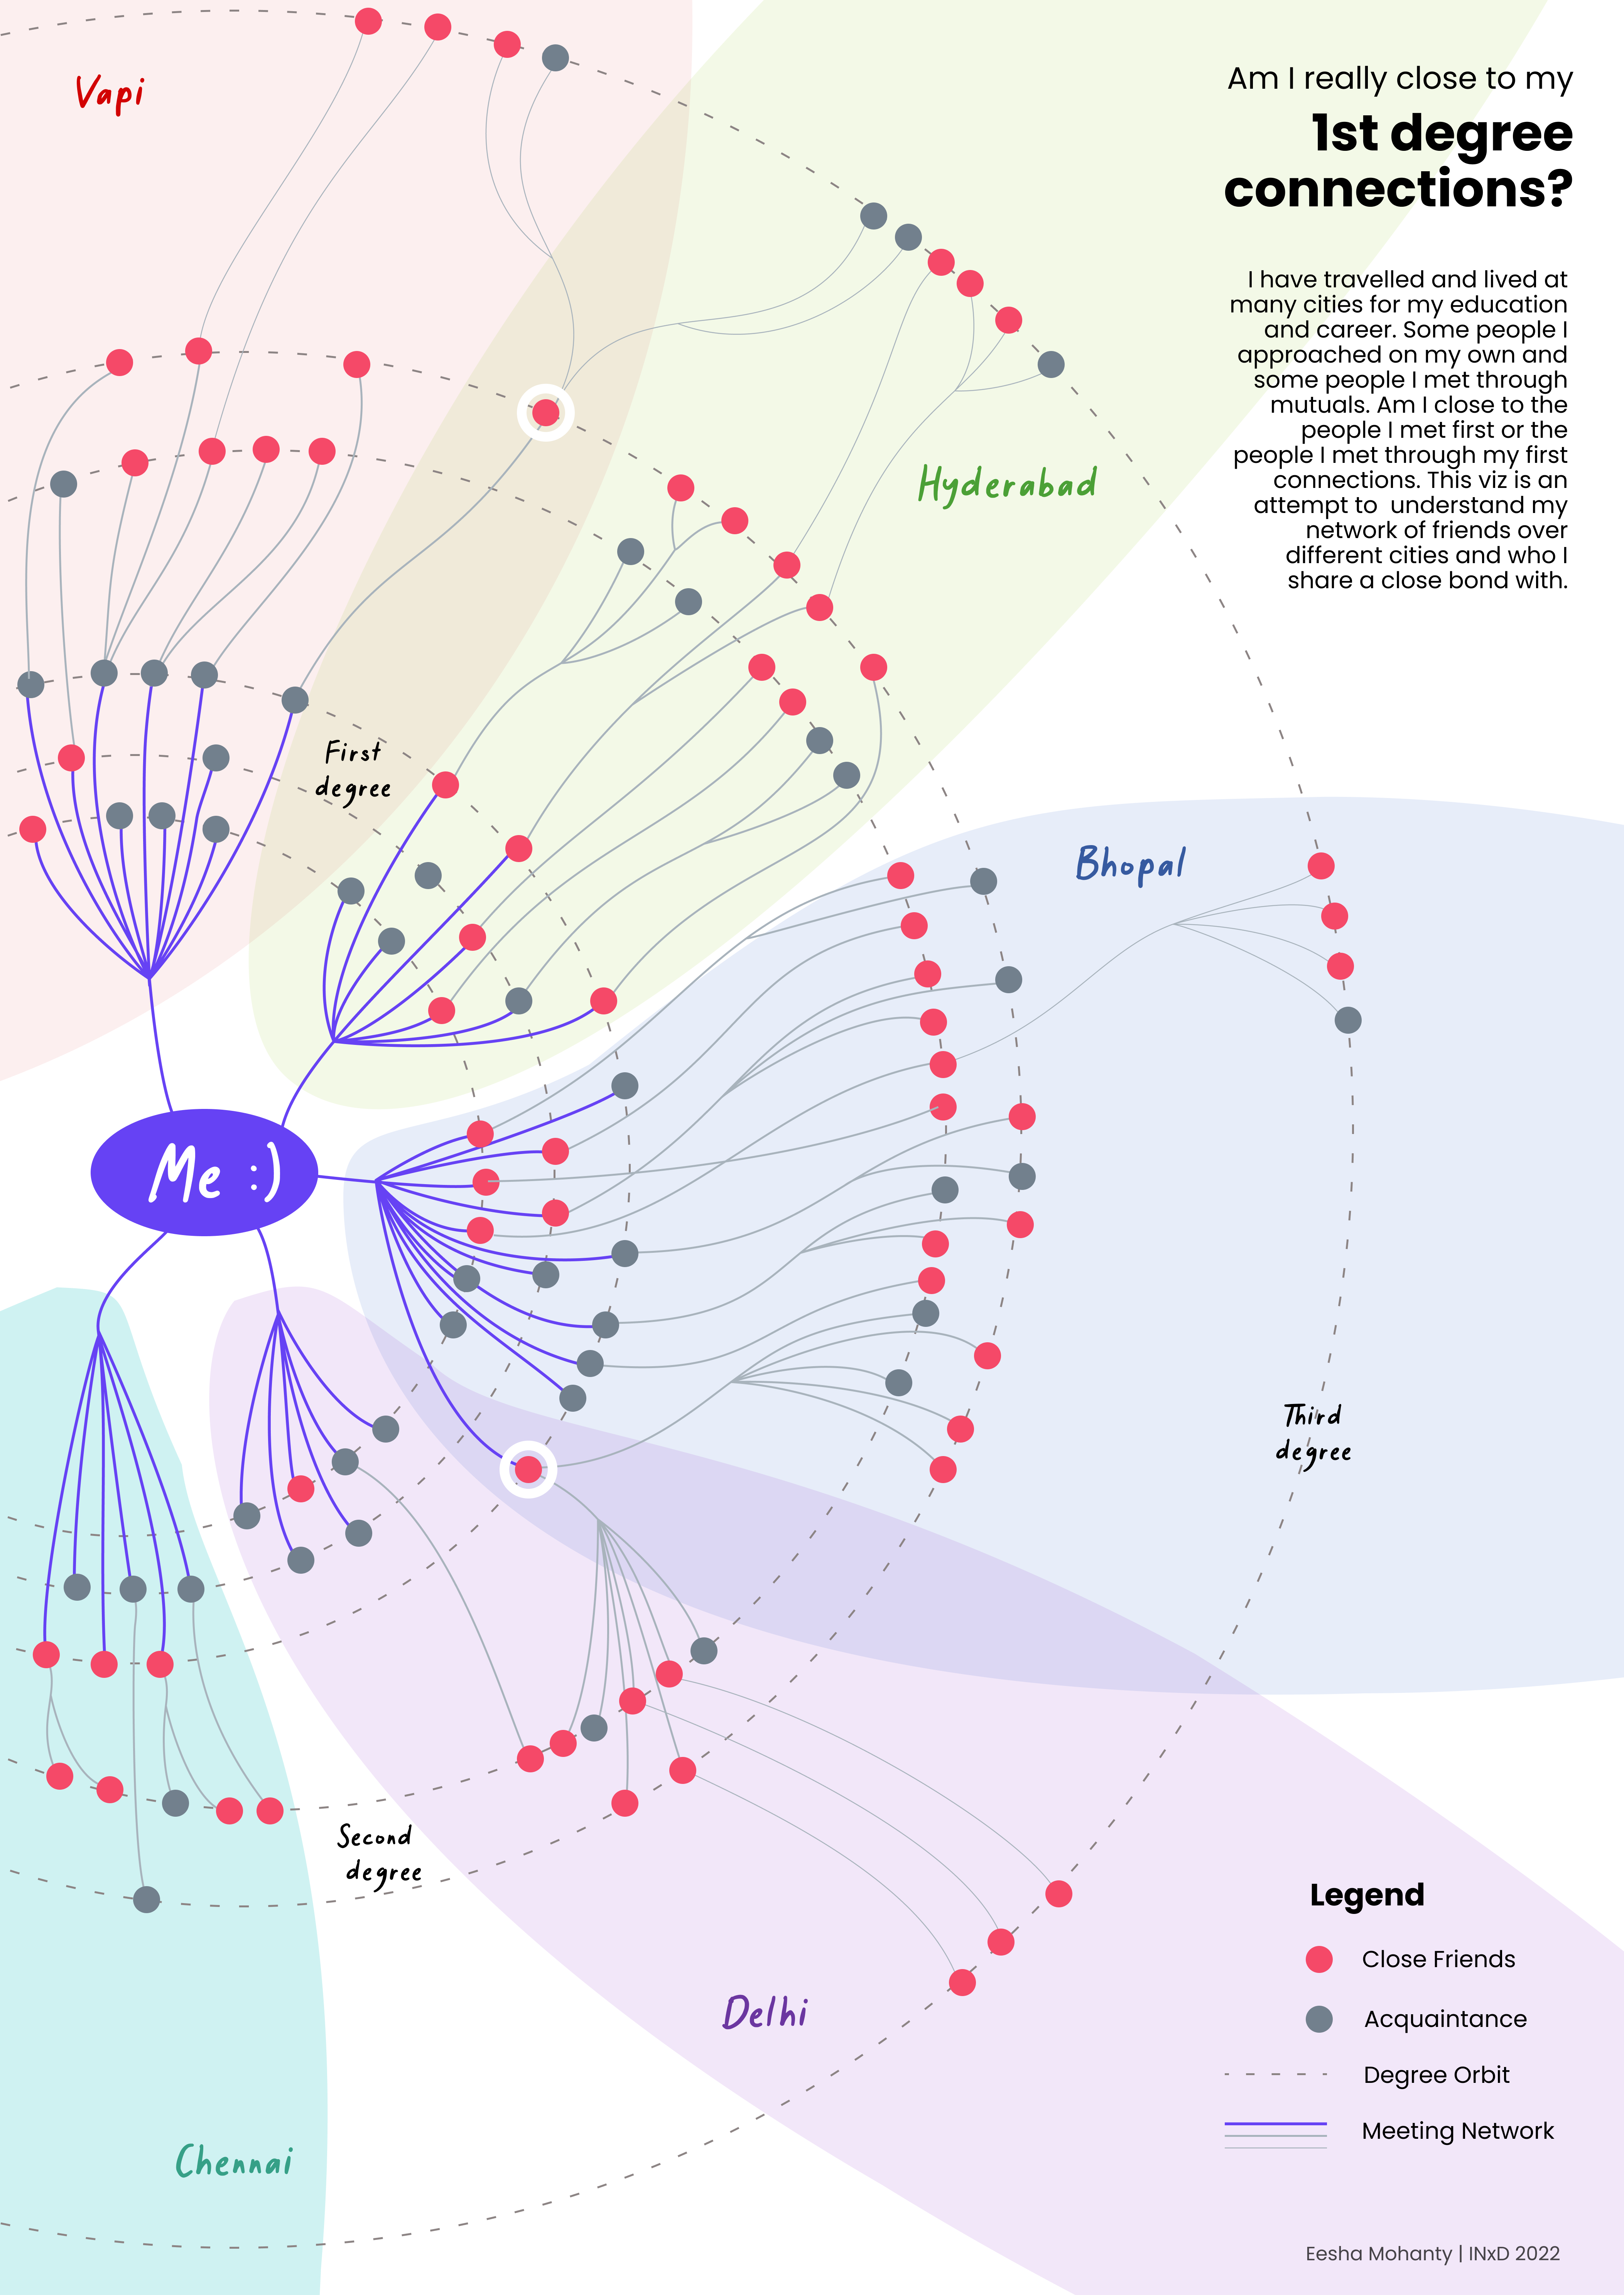 Am I really close to my
1st degree
connections?
I have travelled and lived at
many cities for my education
and career. Some people I
approached on my own and
some people I met through
mutuals. Am I close to the
people I met first or the
people I met through my first
connections. This viz is an
attempt to  understand my
network of friends over
different cities and who I
share a close bond with.
Vapi
Hyderabad
First
degree
Bhopal
Me :)
Third
degree
Second
degree
Delhi
Chennai
Legend
Close Friends
Acquaintance
Degree Orbit
Meeting Network
Eesha Mohanty | INxD 2022